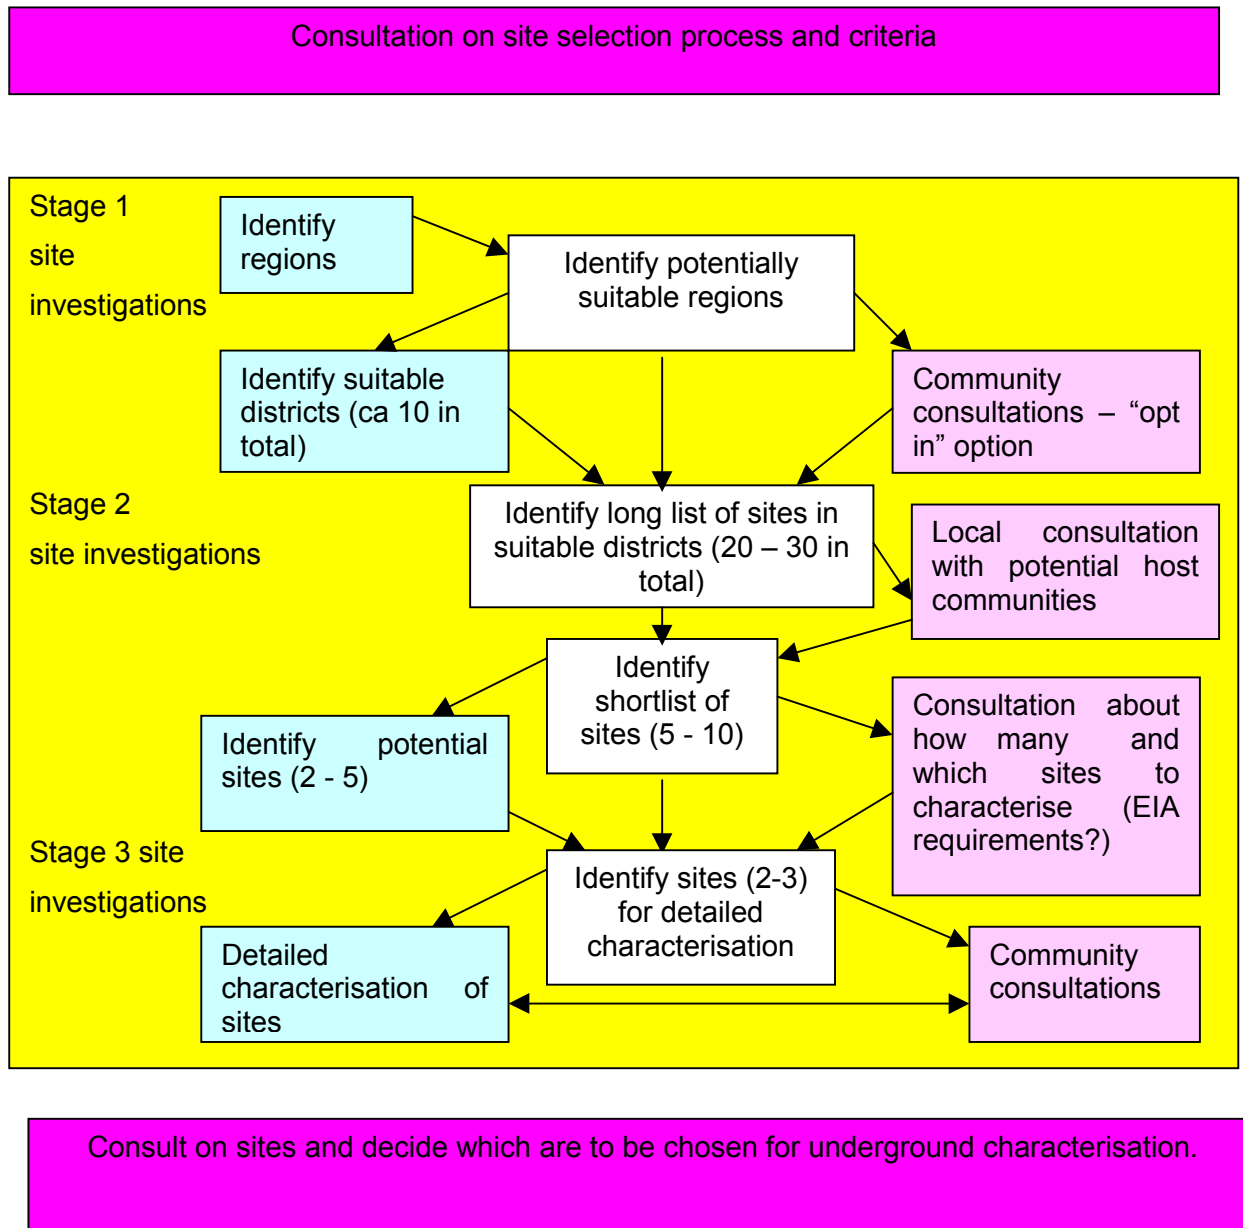 Consultation on site selection process and criteria
Stage 1
site
investigations
Identify
regions
Identify potentially
suitable regions
Identify suitable
districts (ca 10 in
total)
Community
consultations – “opt
in” option
Stage 2
site investigations
Identify long list of sites in
suitable districts (20 – 30 in
total)
Local consultation
with potential host
communities
Identify
shortlist of
sites (5 - 10)
Identify potential
sites (2 - 5)
Consultation about
how many and
which sites to
characterise (EIA
requirements?)
Stage 3 site
investigations
Identify sites (2-3)
for detailed
characterisation
Detailed
characterisation of
sites
Community
consultations
Consult on sites and decide which are to be chosen for underground characterisation.